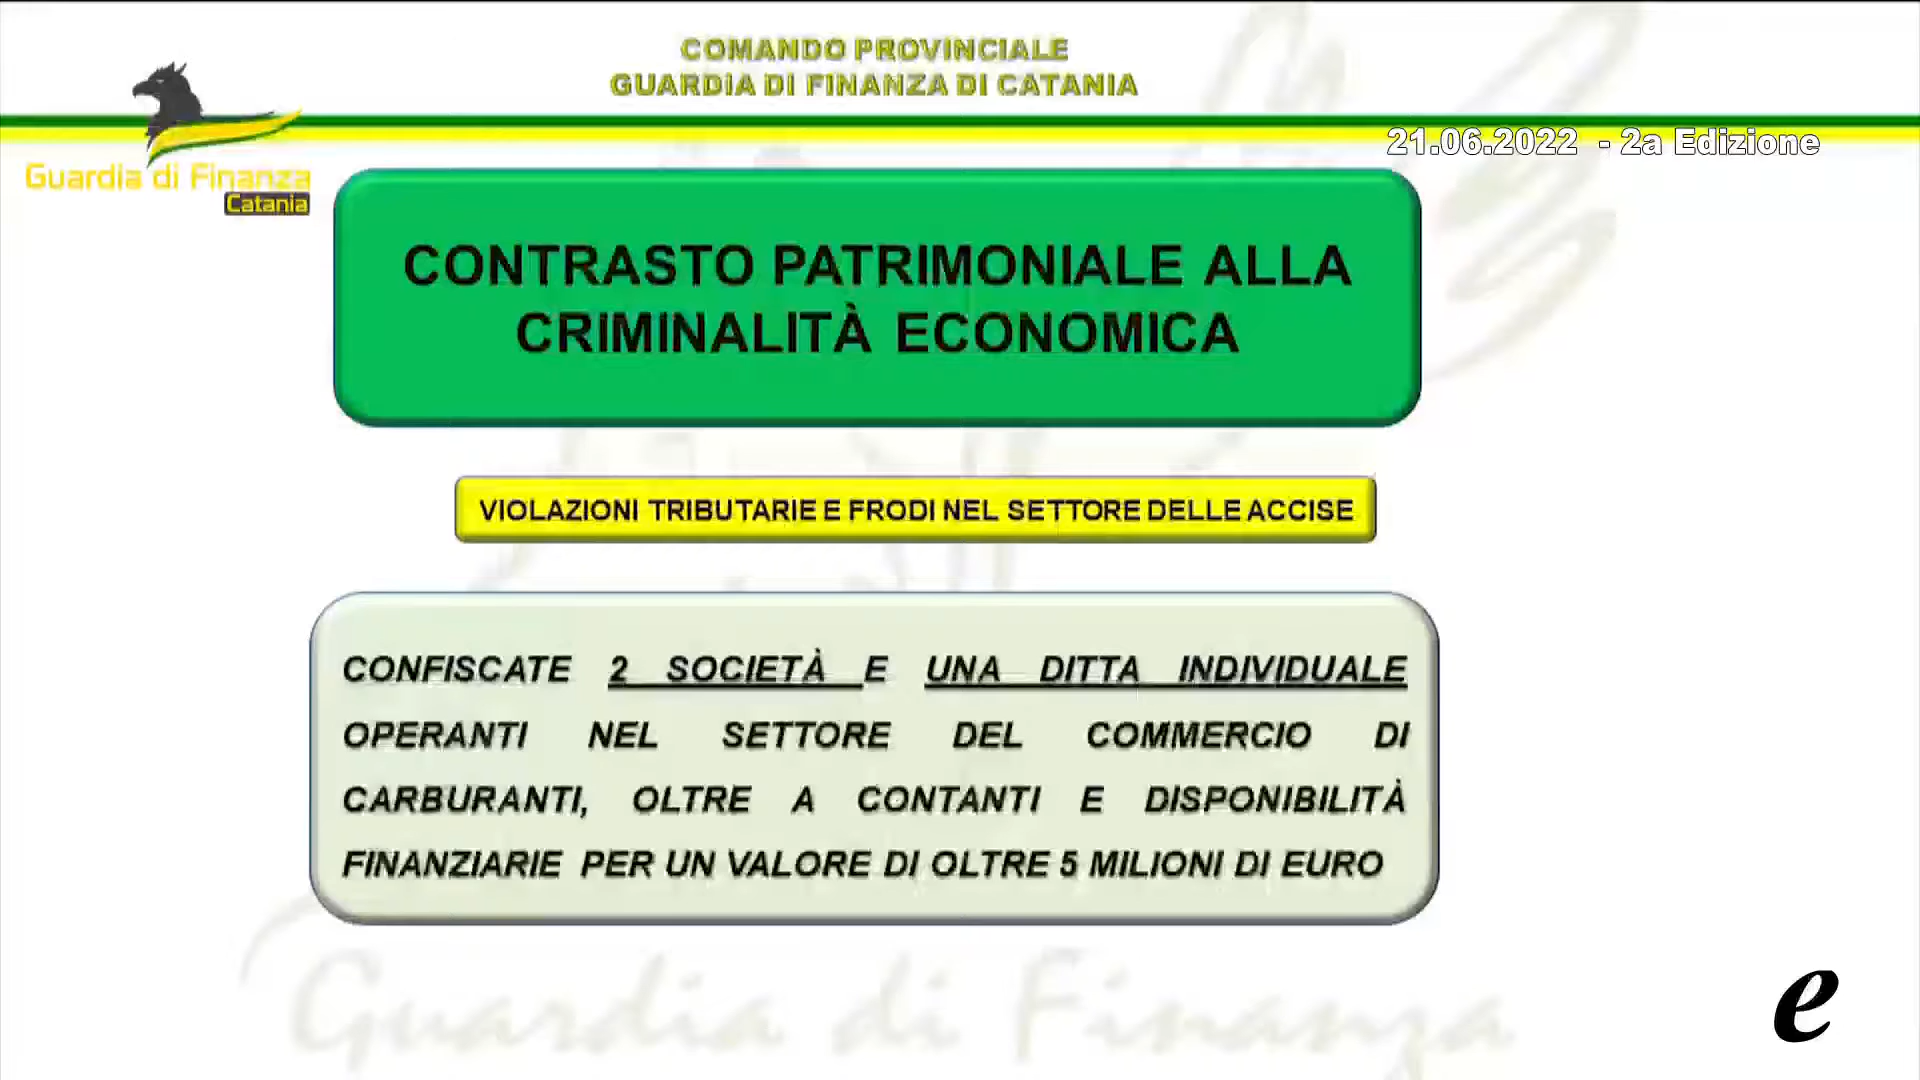 COMANDO PROVINCIALE
GUARDIA DI FINANZA DI CATANIA
21.06.2022 - 2a Edizione
Guardia di Finanza
Catania
CONTRASTO PATRIMONIALE ALLA
CRIMINALITÀ ECONOMICA
VIOLAZIONI TRIBUTARIE E FRODI NEL SETTORE DELLE ACCISE
CONFISCATE 2 SOCIETÀ E UNA DITTA INDIVIDUALE
OPERANTI NEL SETTORE DEL COMMERCIO DI
CARBURANTI, OLTRE A CONTANTI E DISPONIBILITÀ
FINANZIARIE PER UN VALORE DI OLTRE 5 MILIONI DI EURO
Guardia di Finanza
e